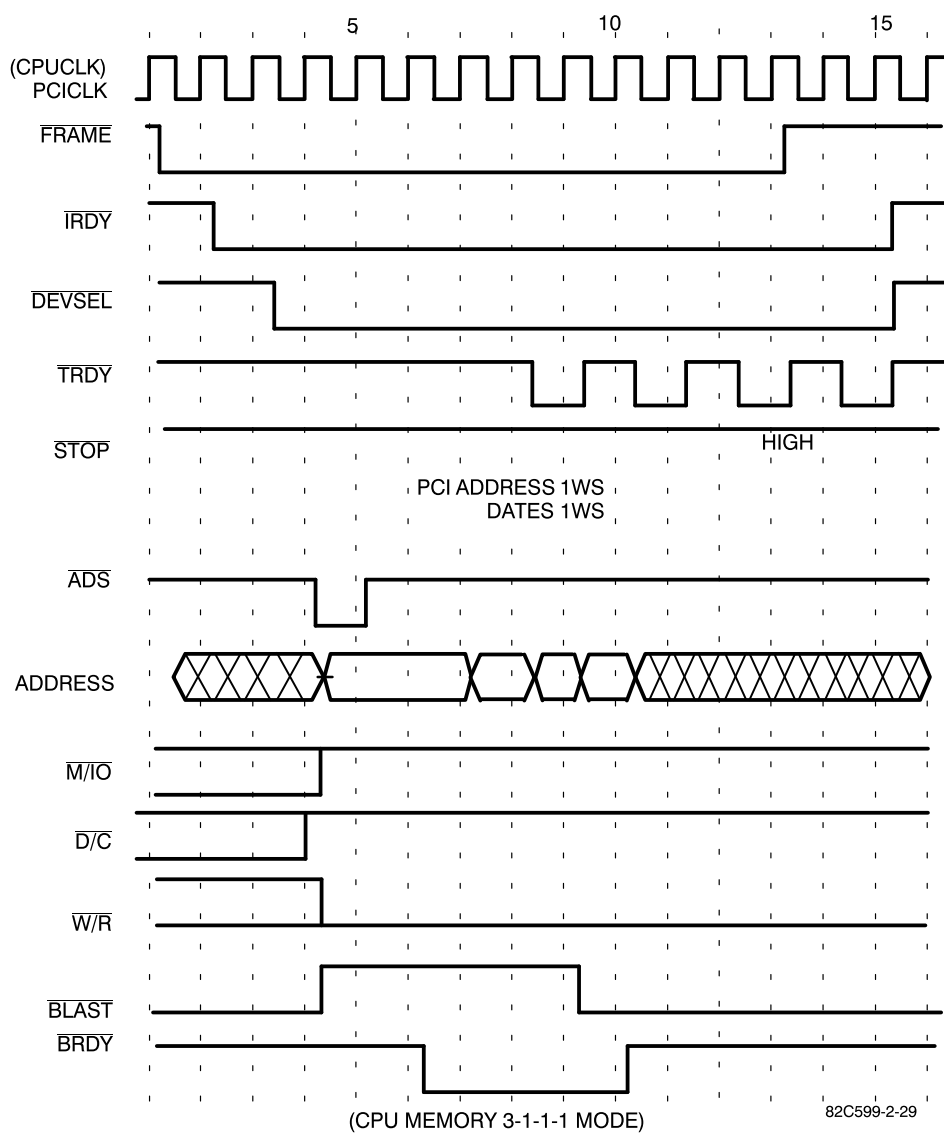 5 10 15
(CPUCLK)
PCICLK
FRAME
IRDY
DEVSEL
TRDY
STOP
HIGH
PCI ADDRESS 1WS
DATES 1WS
ADS
ADDRESS
M/IO
D/C
W/R
BLAST
BRDY
(CPU MEMORY 3-1-1-1 MODE)
82C599-2-29